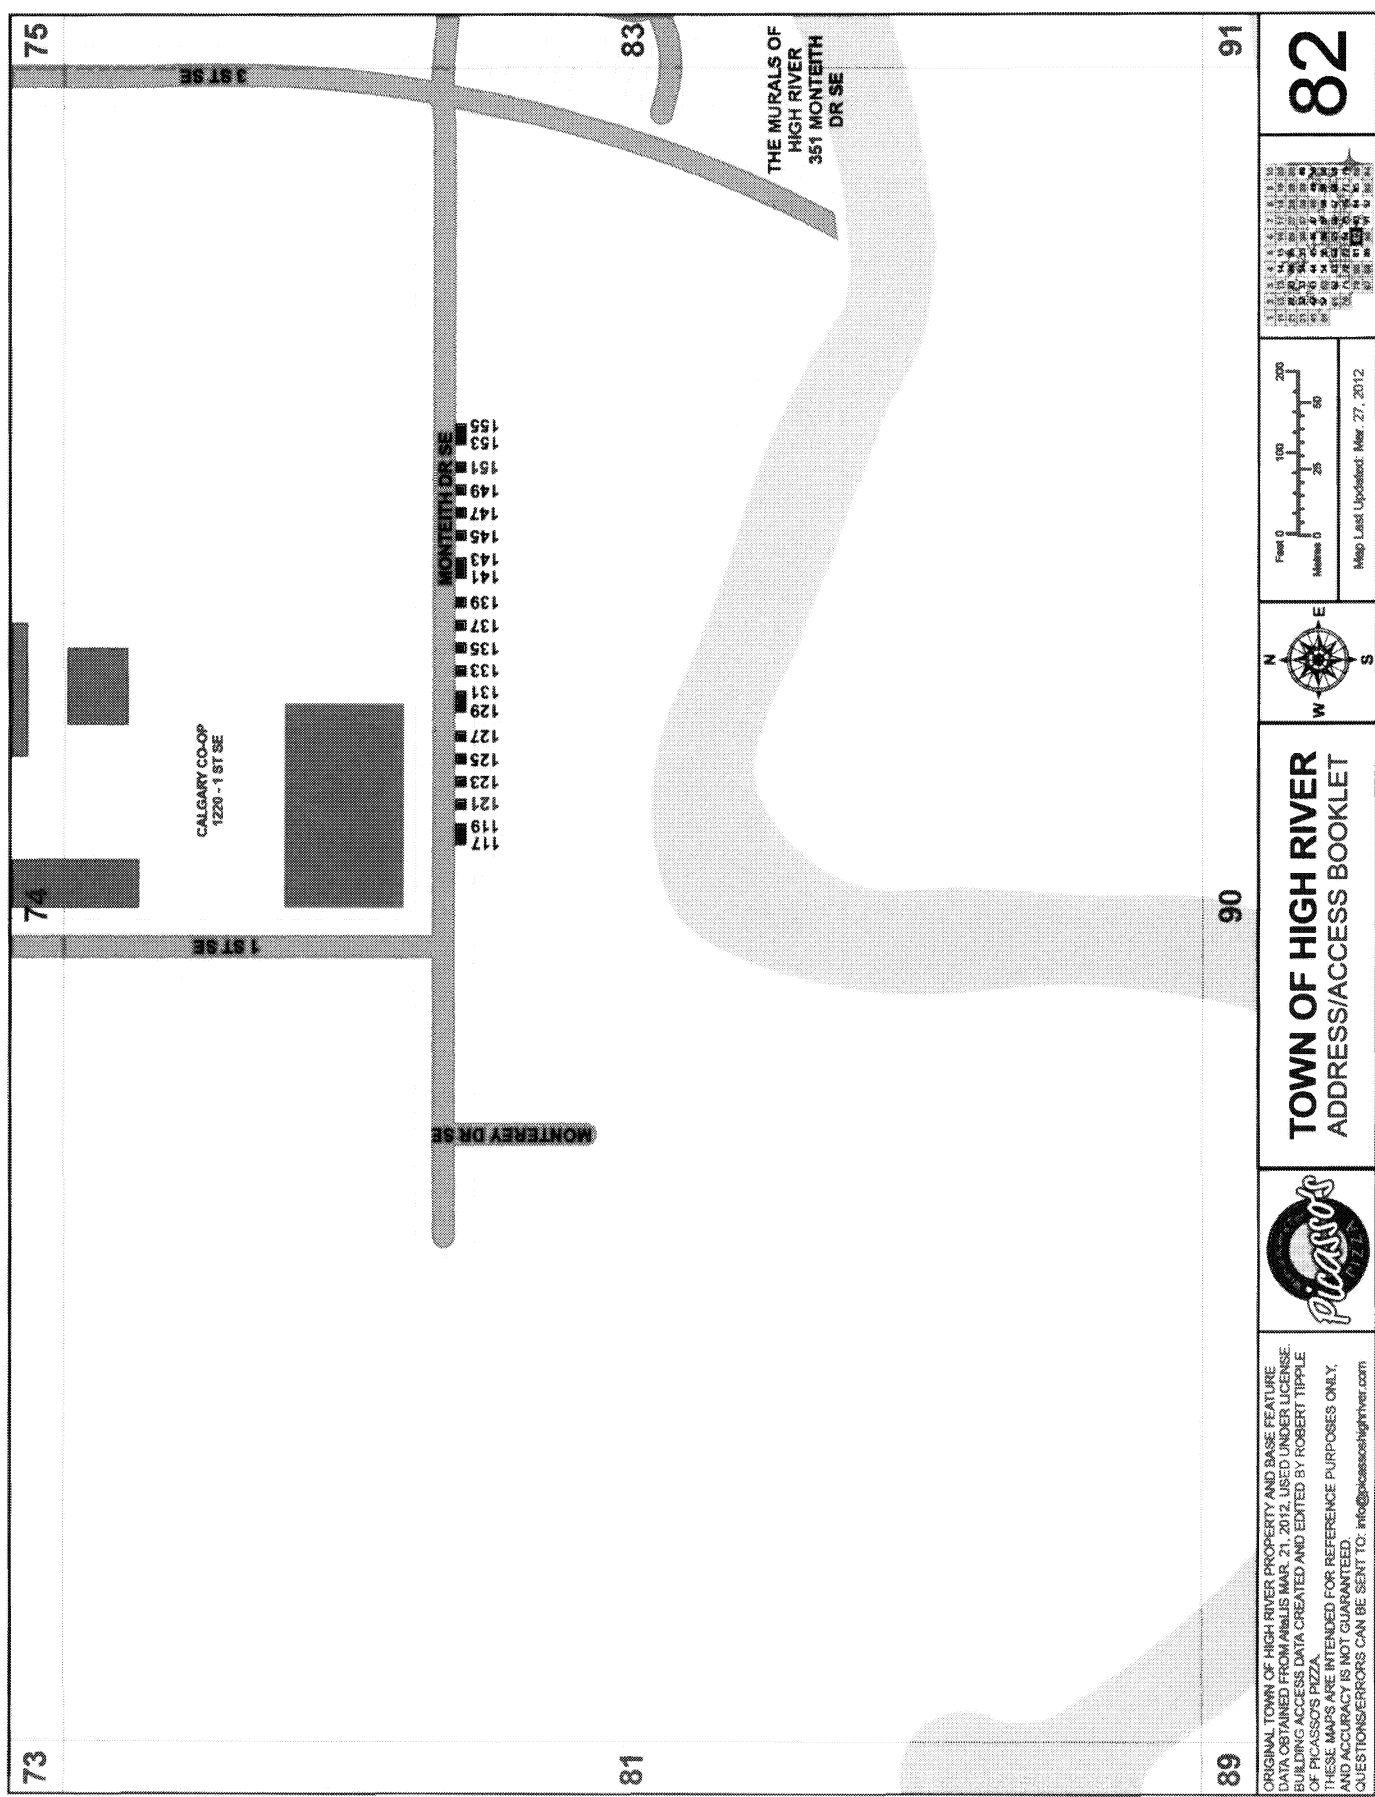 73
74
75
3 ST SE
1 ST SE
CALGARY CO-OP
1220 - 1 ST SE
MONTEITH DR SE
117
119
121
123
125
127
129
131
133
135
137
139
141
143
145
147
149
151
153
155
MONTEREY DR SE
81
83
THE MURALS OF
HIGH RIVER
351 MONTEITH
DR SE
89
90
91
ORIGINAL TOWN OF HIGH RIVER PROPERTY AND BASE FEATURE
DATA OBTAINED FROM AltaLIS MAR. 21, 2012, USED UNDER LICENSE.
BUILDING ACCESS DATA CREATED AND EDITED BY ROBERT TIPPLE
OF PICASSO'S PIZZA.
THESE MAPS ARE INTENDED FOR REFERENCE PURPOSES ONLY,
AND ACCURACY IS NOT GUARANTEED.
QUESTIONS/ERRORS CAN BE SENT TO: info@picassoshighriver.com
Picasso's
PIZZA
TOWN OF HIGH RIVER
ADDRESS/ACCESS BOOKLET
N
W
E
S
Feet 0 100 200
Metres 0 25 50
Map Last Updated: Mar. 27, 2012
82